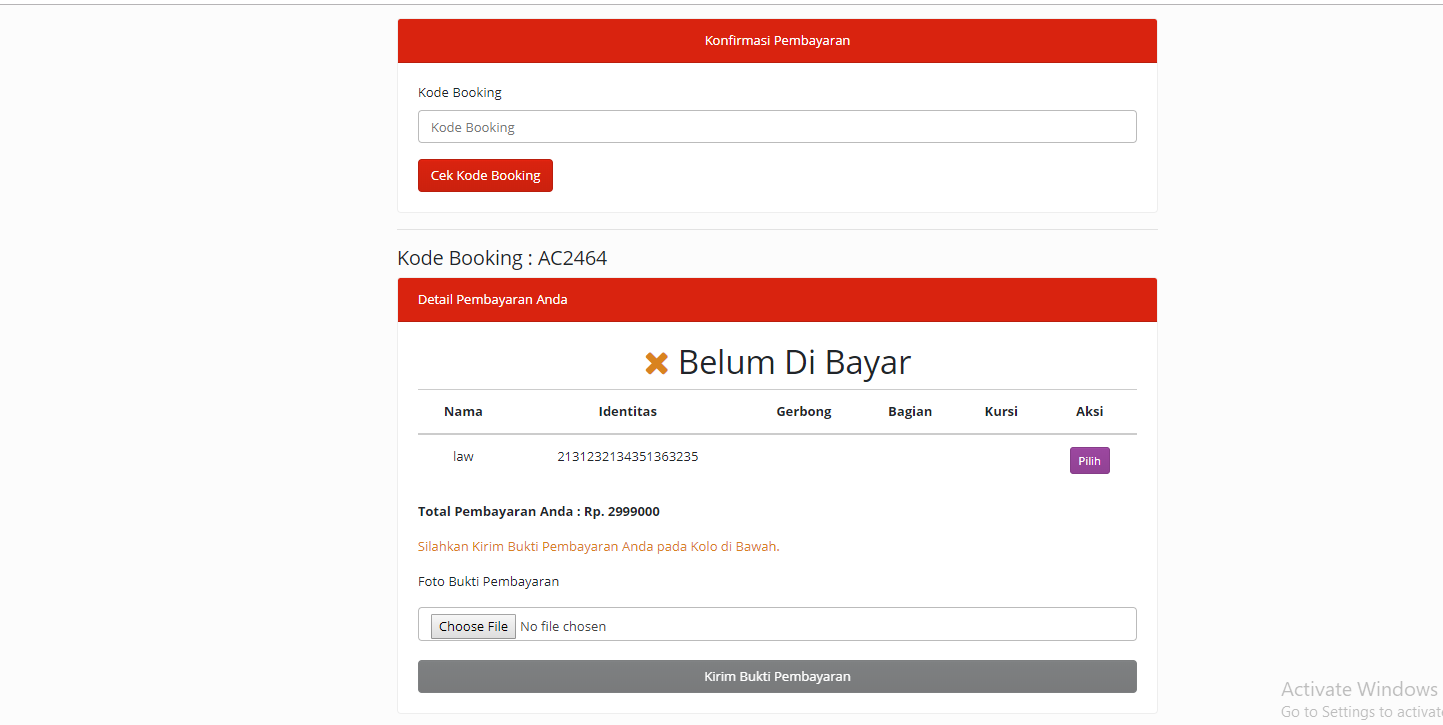 Konfirmasi Pembayaran
Kode Booking
Kode Booking
Cek Kode Booking
Kode Booking : AC2464
Detail Pembayaran Anda
Belum Di Bayar
Nama Identitas Gerbong Bagian Kursi Aksi
law 2131232134351363235 Pilih
Total Pembayaran Anda : Rp. 2999000
Silahkan Kirim Bukti Pembayaran Anda pada Kolo di Bawah.
Foto Bukti Pembayaran
Choose File No file chosen
Kirim Bukti Pembayaran
Activate Windows
Go to Settings to activat